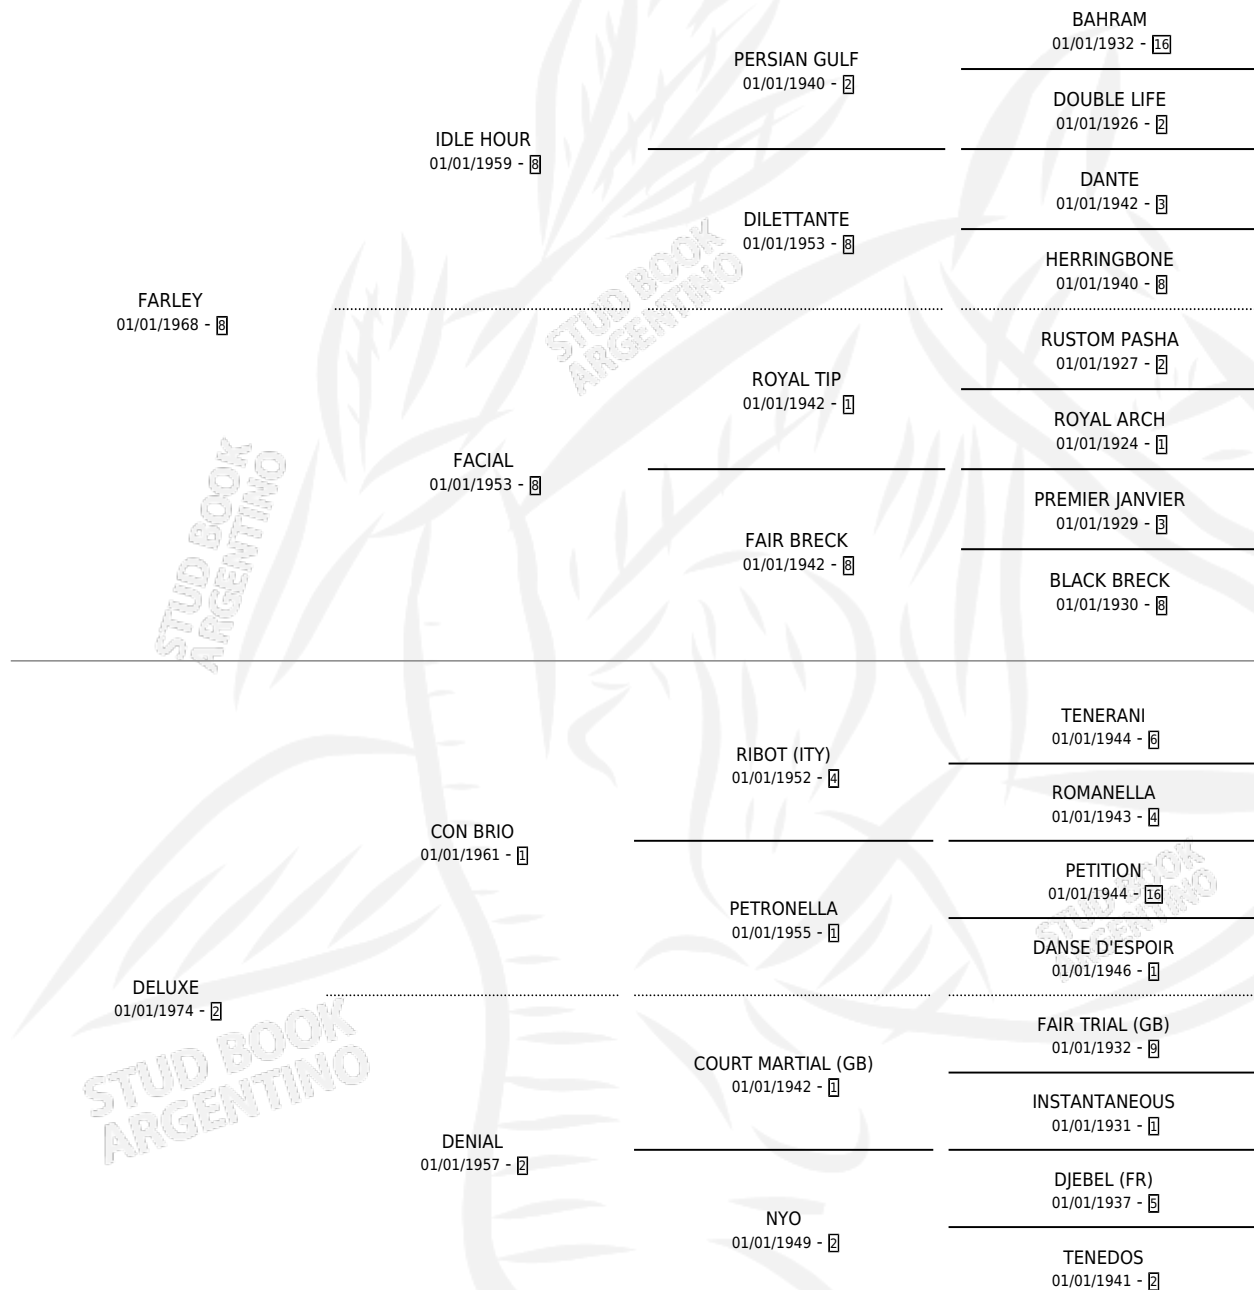 BAHRAM
01/01/1932 - 16
PERSIAN GULF
01/01/1940 - 2
DOUBLE LIFE
01/01/1926 - 2
IDLE HOUR
01/01/1959 - 8
DANTE
01/01/1942 - 3
DILETTANTE
01/01/1953 - 8
HERRINGBONE
01/01/1940 - 8
FARLEY
01/01/1968 - 8
RUSTOM PASHA
01/01/1927 - 2
ROYAL TIP
01/01/1942 - 1
ROYAL ARCH
01/01/1924 - 1
FACIAL
01/01/1953 - 8
PREMIER JANVIER
01/01/1929 - 3
FAIR BRECK
01/01/1942 - 8
BLACK BRECK
01/01/1930 - 8
TENERANI
01/01/1944 - 6
RIBOT (ITY)
01/01/1952 - 4
ROMANELLA
01/01/1943 - 4
CON BRIO
01/01/1961 - 1
PETITION
01/01/1944 - 16
PETRONELLA
01/01/1955 - 1
DANSE D'ESPOIR
01/01/1946 - 1
DELUXE
01/01/1974 - 2
FAIR TRIAL (GB)
01/01/1932 - 9
COURT MARTIAL (GB)
01/01/1942 - 1
INSTANTANEOUS
01/01/1931 - 1
DENIAL
01/01/1957 - 2
DJEBEL (FR)
01/01/1937 - 5
NYO
01/01/1949 - 2
TENEDOS
01/01/1941 - 2
STUD BOOK
ARGENTINO
STUD BOOK
ARGENTINO
STUD BOOK
ARGENTINO
STUD BOOK
ARGENTINO